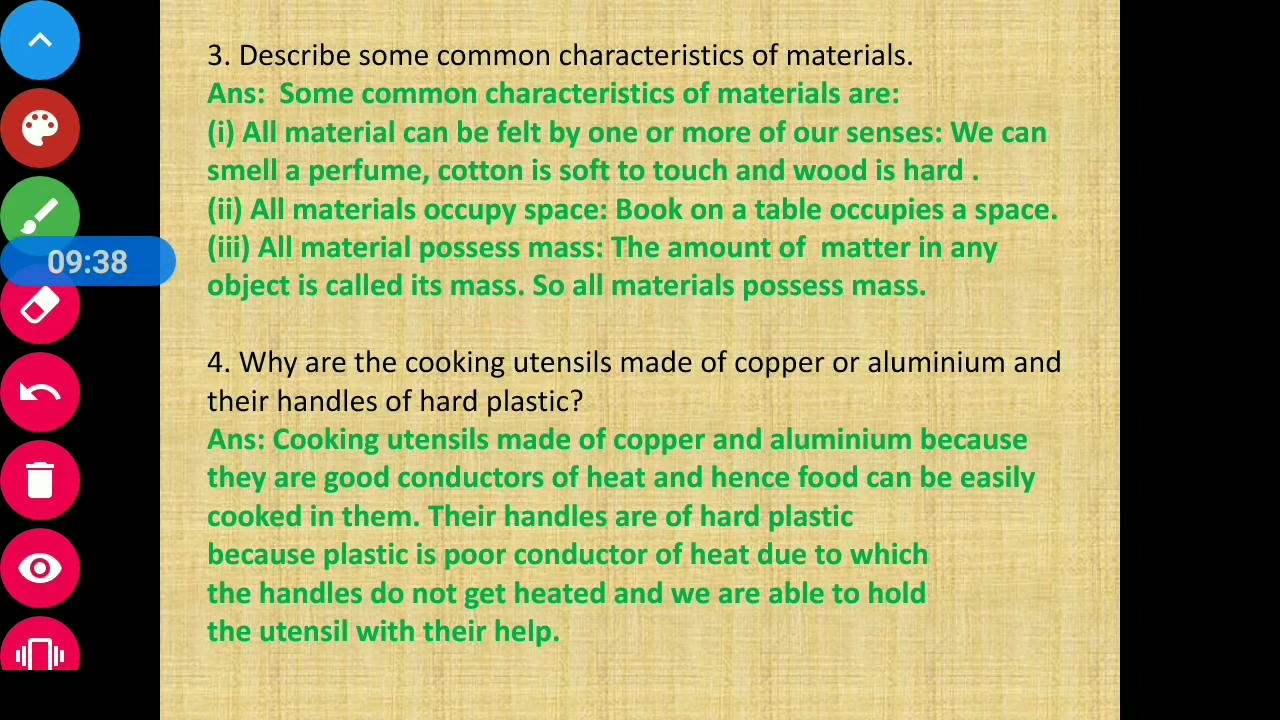 3. Describe some common characteristics of materials.
Ans:  Some common characteristics of materials are:
(i) All material can be felt by one or more of our senses: We can
smell a perfume, cotton is soft to touch and wood is hard .
(ii) All materials occupy space: Book on a table occupies a space.
(iii) All material possess mass: The amount of  matter in any
object is called its mass. So all materials possess mass.
4. Why are the cooking utensils made of copper or aluminium and
their handles of hard plastic?
Ans: Cooking utensils made of copper and aluminium because
they are good conductors of heat and hence food can be easily
cooked in them. Their handles are of hard plastic
because plastic is poor conductor of heat due to which
the handles do not get heated and we are able to hold
the utensil with their help.
09:38